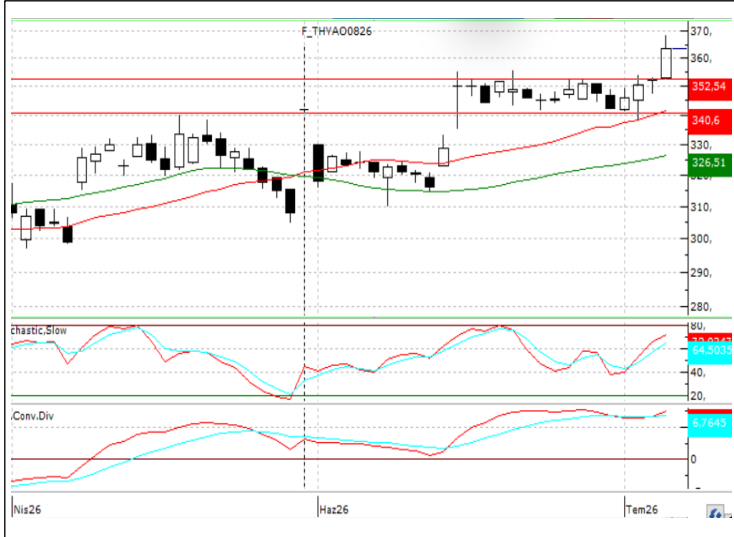 F_THYAO0826
370,
360,
352,54
340,6
330,
326,51
320,
310,
300,
290,
280,
chastic,Slow
80,
64,5035
40,
20,
.Conv.Div
6,7645
0
Nis26
Haz26
Tem26